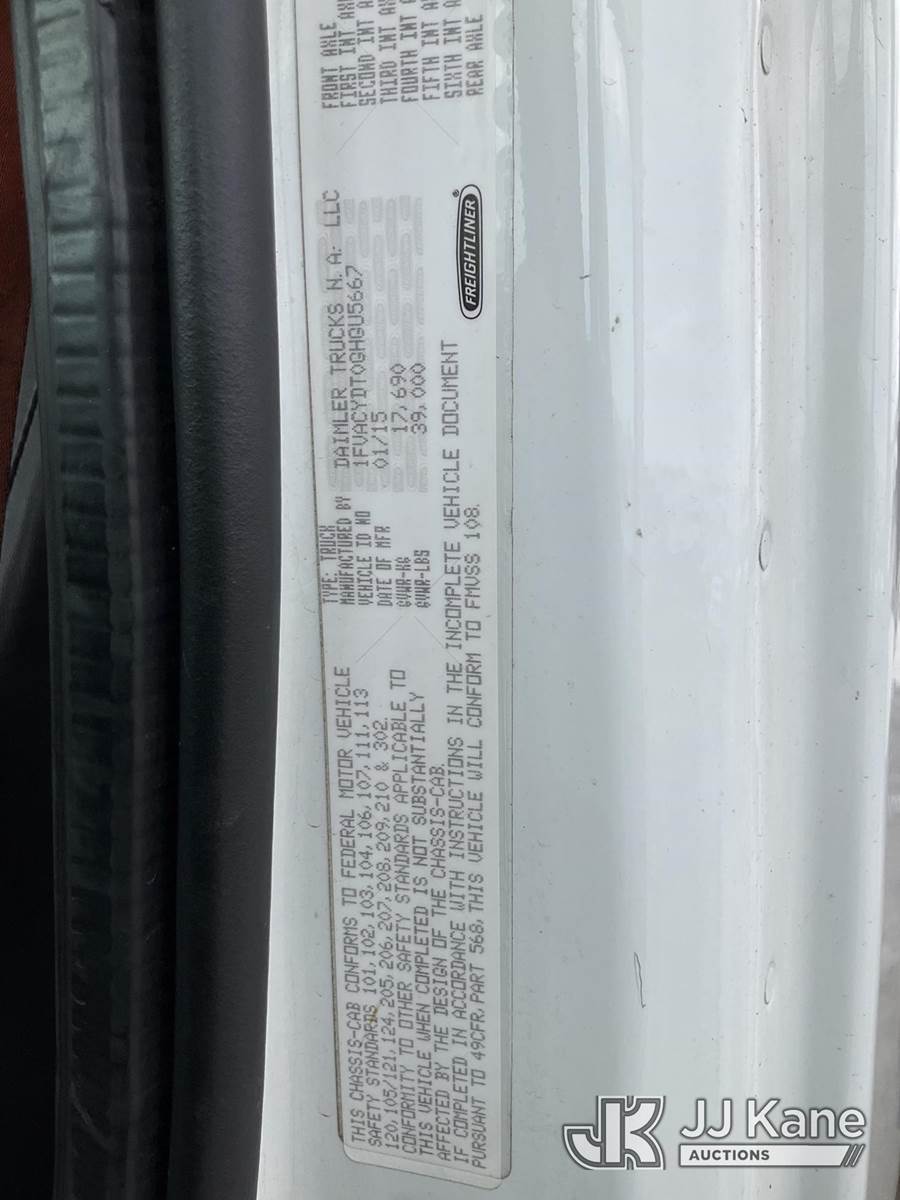 THIS CHASSIS-CAB CONFORMS TO FEDERAL MOTOR VEHICLE
SAFETY STANDARDS 101, 102, 103, 104, 106, 107, 111, 113
120, 105/121, 124, 205, 206, 207, 208, 209, 210 & 302.
CONFORMITY TO OTHER SAFETY STANDARDS APPLICABLE TO
THIS VEHICLE WHEN COMPLETED IS NOT SUBSTANTIALLY
AFFECTED BY THE DESIGN OF THE CHASSIS-CAB.
IF COMPLETED IN ACCORDANCE WITH INSTRUCTIONS IN THE INCOMPLETE VEHICLE DOCUMENT
PURSUANT TO 49CFR, PART 568, THIS VEHICLE WILL CONFORM TO FMVSS 108.
TYPE: TRUCK
MANUFACTURED BY DAIMLER TRUCKS N.A. LLC
VEHICLE ID NO 1FVACYDT0GHGU5667
DATE OF MFR 01/15
GVWR-KG 17,690
GVWR-LBS 39,000
FREIGHTLINER®
FRONT AXLE
FIRST INT
SECOND INT
THIRD INT
FOURTH INT
FIFTH INT
SIXTH INT
REAR AXLE
JK JJ Kane
AUCTIONS